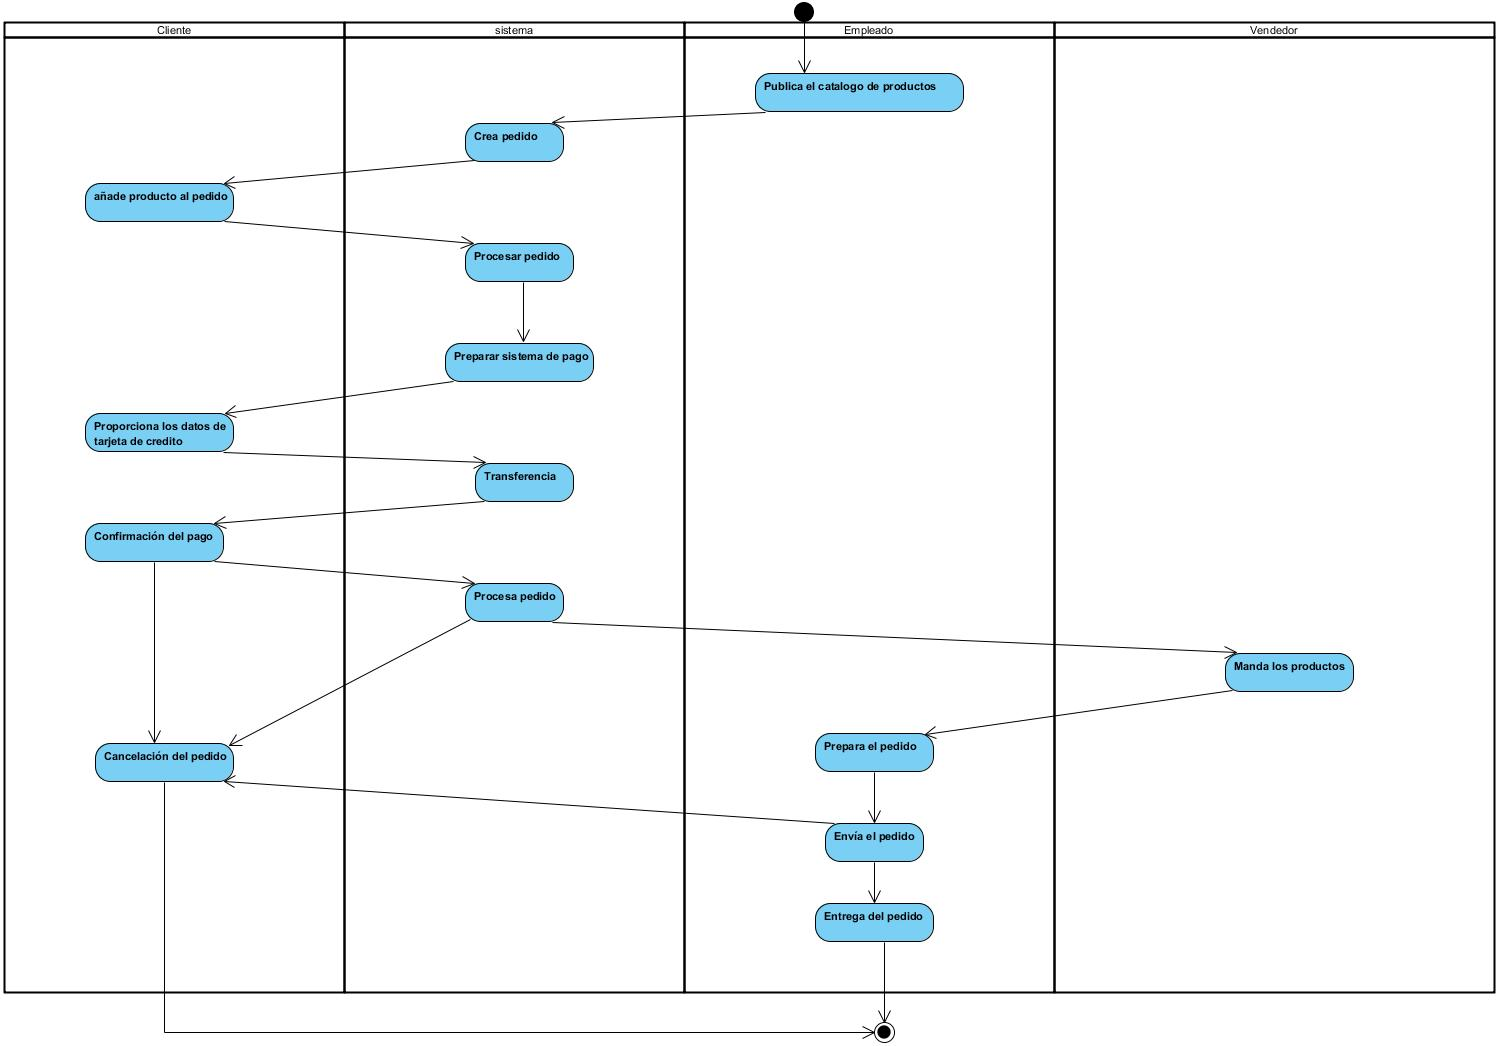 Cliente
sistema
Empleado
Vendedor
Publica el catalogo de productos
Crea pedido
añade producto al pedido
Procesar pedido
Preparar sistema de pago
Proporciona los datos de
tarjeta de credito
Transferencia
Confirmación del pago
Procesa pedido
Manda los productos
Prepara el pedido
Cancelación del pedido
Envía el pedido
Entrega del pedido